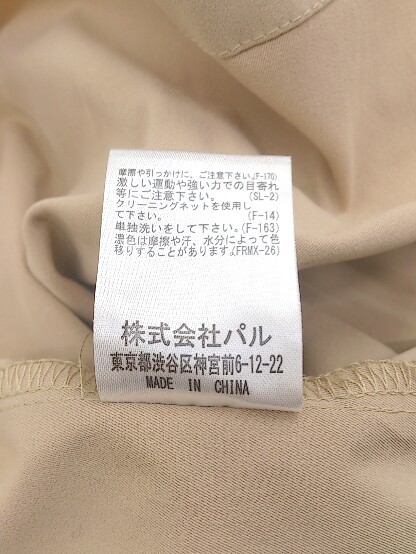 摩擦や引っかけに、ご注意下さい。(F-170)
激しい運動や強い力での目寄れ
等にご注意下さい。(SL-2)
クリーニングネットを使用し
て下さい。(F-14)
単独洗いをして下さい。(F-163)
濃色は摩擦や汗、水分によって色
移りすることがあります。(FRMX-26)
株式会社パル
東京都渋谷区神宮前6-12-22
MADE IN CHINA